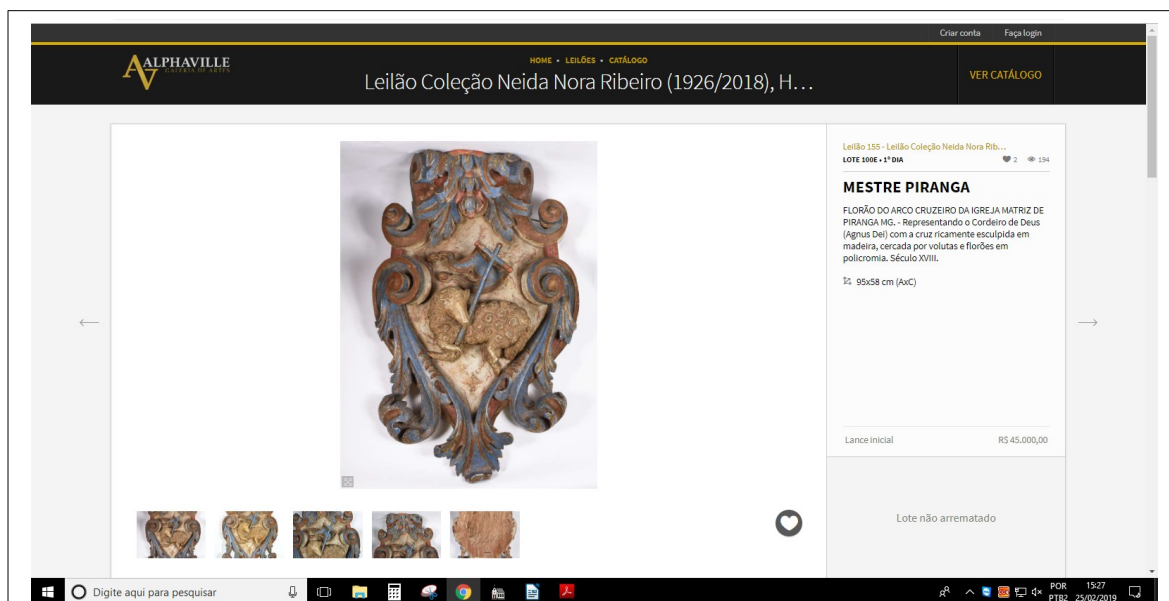 Criar conta Faça login
ALPHAVILLE
GALERIA DE ARTES
HOME • LEILÕES • CATÁLOGO
Leilão Coleção Neida Nora Ribeiro (1926/2018), H...
VER CATÁLOGO
Leilão 155 - Leilão Coleção Neida Nora Rib...
LOTE 100E • 1º DIA 2 194
MESTRE PIRANGA
FLORÃO DO ARCO CRUZEIRO DA IGREJA MATRIZ DE
PIRANGA MG. - Representando o Cordeiro de Deus
(Agnus Dei) com a cruz ricamente esculpida em
madeira, cercada por volutas e florões em
policromia. Século XVIII.
95x58 cm (AxC)
Lance inicial R$ 45.000,00
Lote não arrematado
Digite aqui para pesquisar
POR 15:27
PTB2 25/02/2019